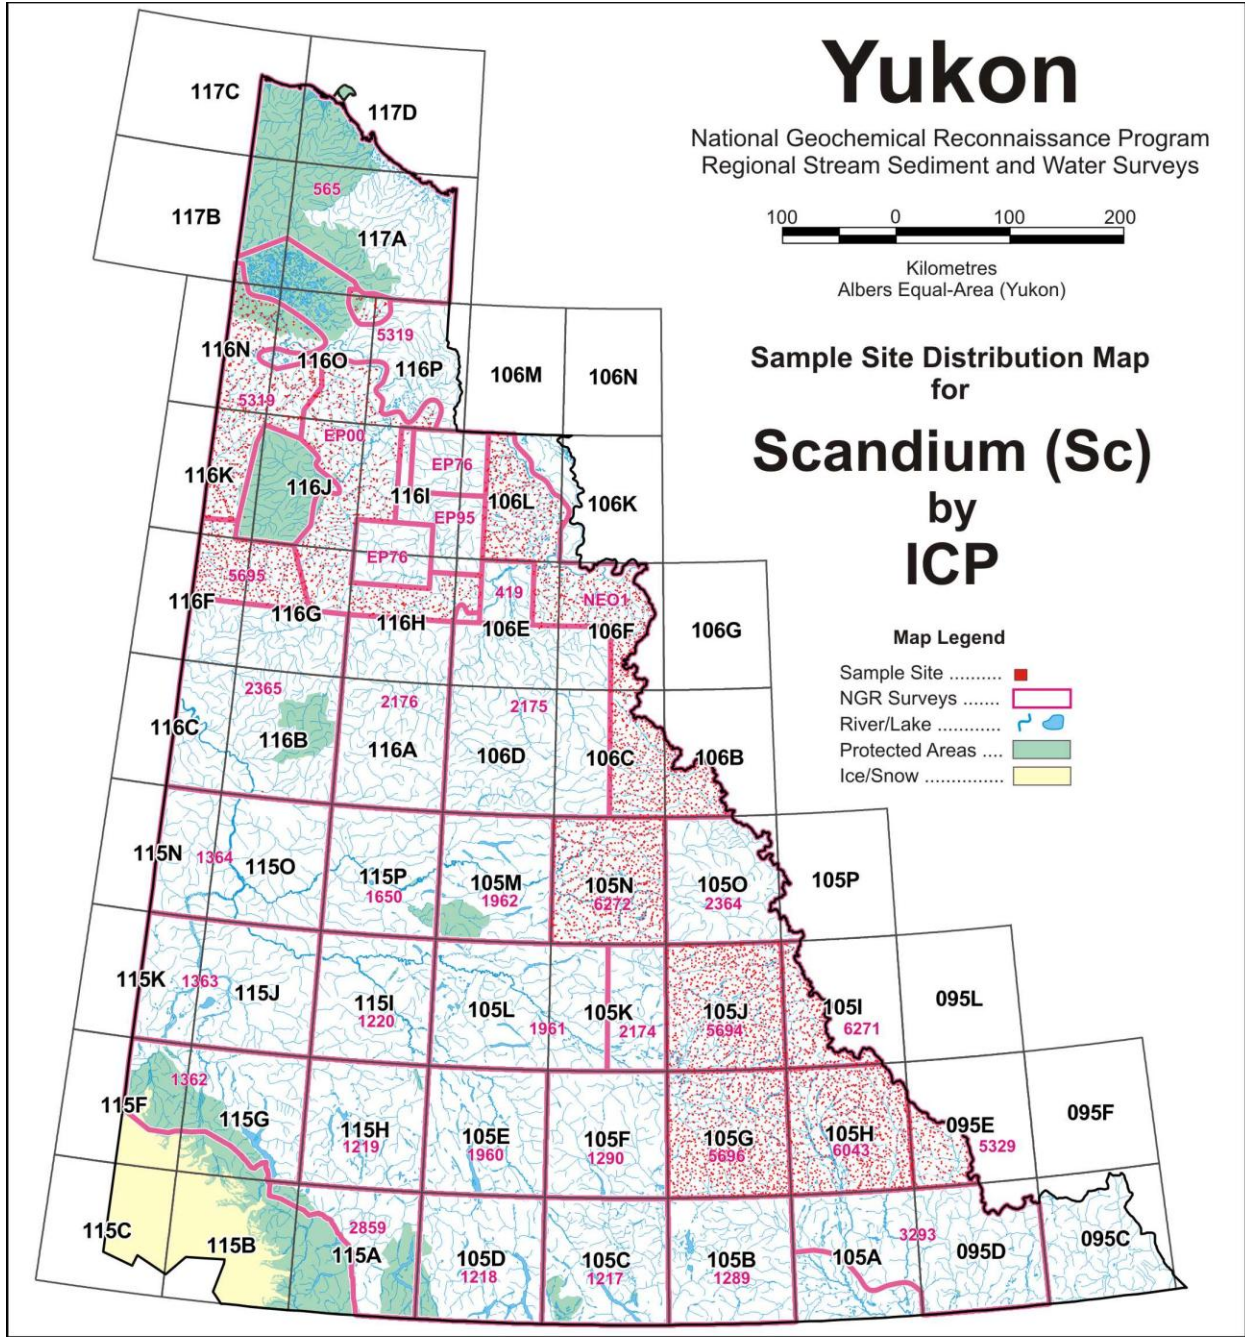 Yukon
National Geochemical Reconnaissance Program
Regional Stream Sediment and Water Surveys
100 0 100 200
Kilometres
Albers Equal-Area (Yukon)
Sample Site Distribution Map
for
Scandium (Sc)
by
ICP
Map Legend
Sample Site ..........
NGR Surveys .......
River/Lake ............
Protected Areas ....
Ice/Snow ...............
117C
117D
565
117B
117A
5319
116N
116O
116P
106M
106N
5319
EP00
EP76
116K
116J
116I
106L
106K
EP95
EP76
5695
419
NEO1
116F
116G
116H
106E
106F
106G
2365
2176
2175
116C
116B
116A
106D
106C
106B
115N
1364
115O
115P
1650
105M
1962
105N
6272
105O
2364
105P
115K
1363
115J
115I
1220
105L
1961
105K
2174
105J
5694
105I
6271
095L
1362
115F
115G
115H
1219
105E
1960
105F
1290
105G
5696
105H
6043
095E
5329
095F
115C
115B
2859
115A
105D
1218
105C
1217
105B
1289
105A
3293
095D
095C